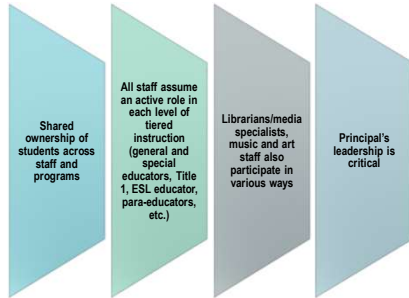 Shared
ownership of
students across
staff and
programs
All staff assume
an active role in
each level of
tiered
instruction
(general and
special
educators, Title
1, ESL educator,
para-educators,
etc.)
Librarians/media
specialists,
music and art
staff also
participate in
various ways
Principal's
leadership is
critical